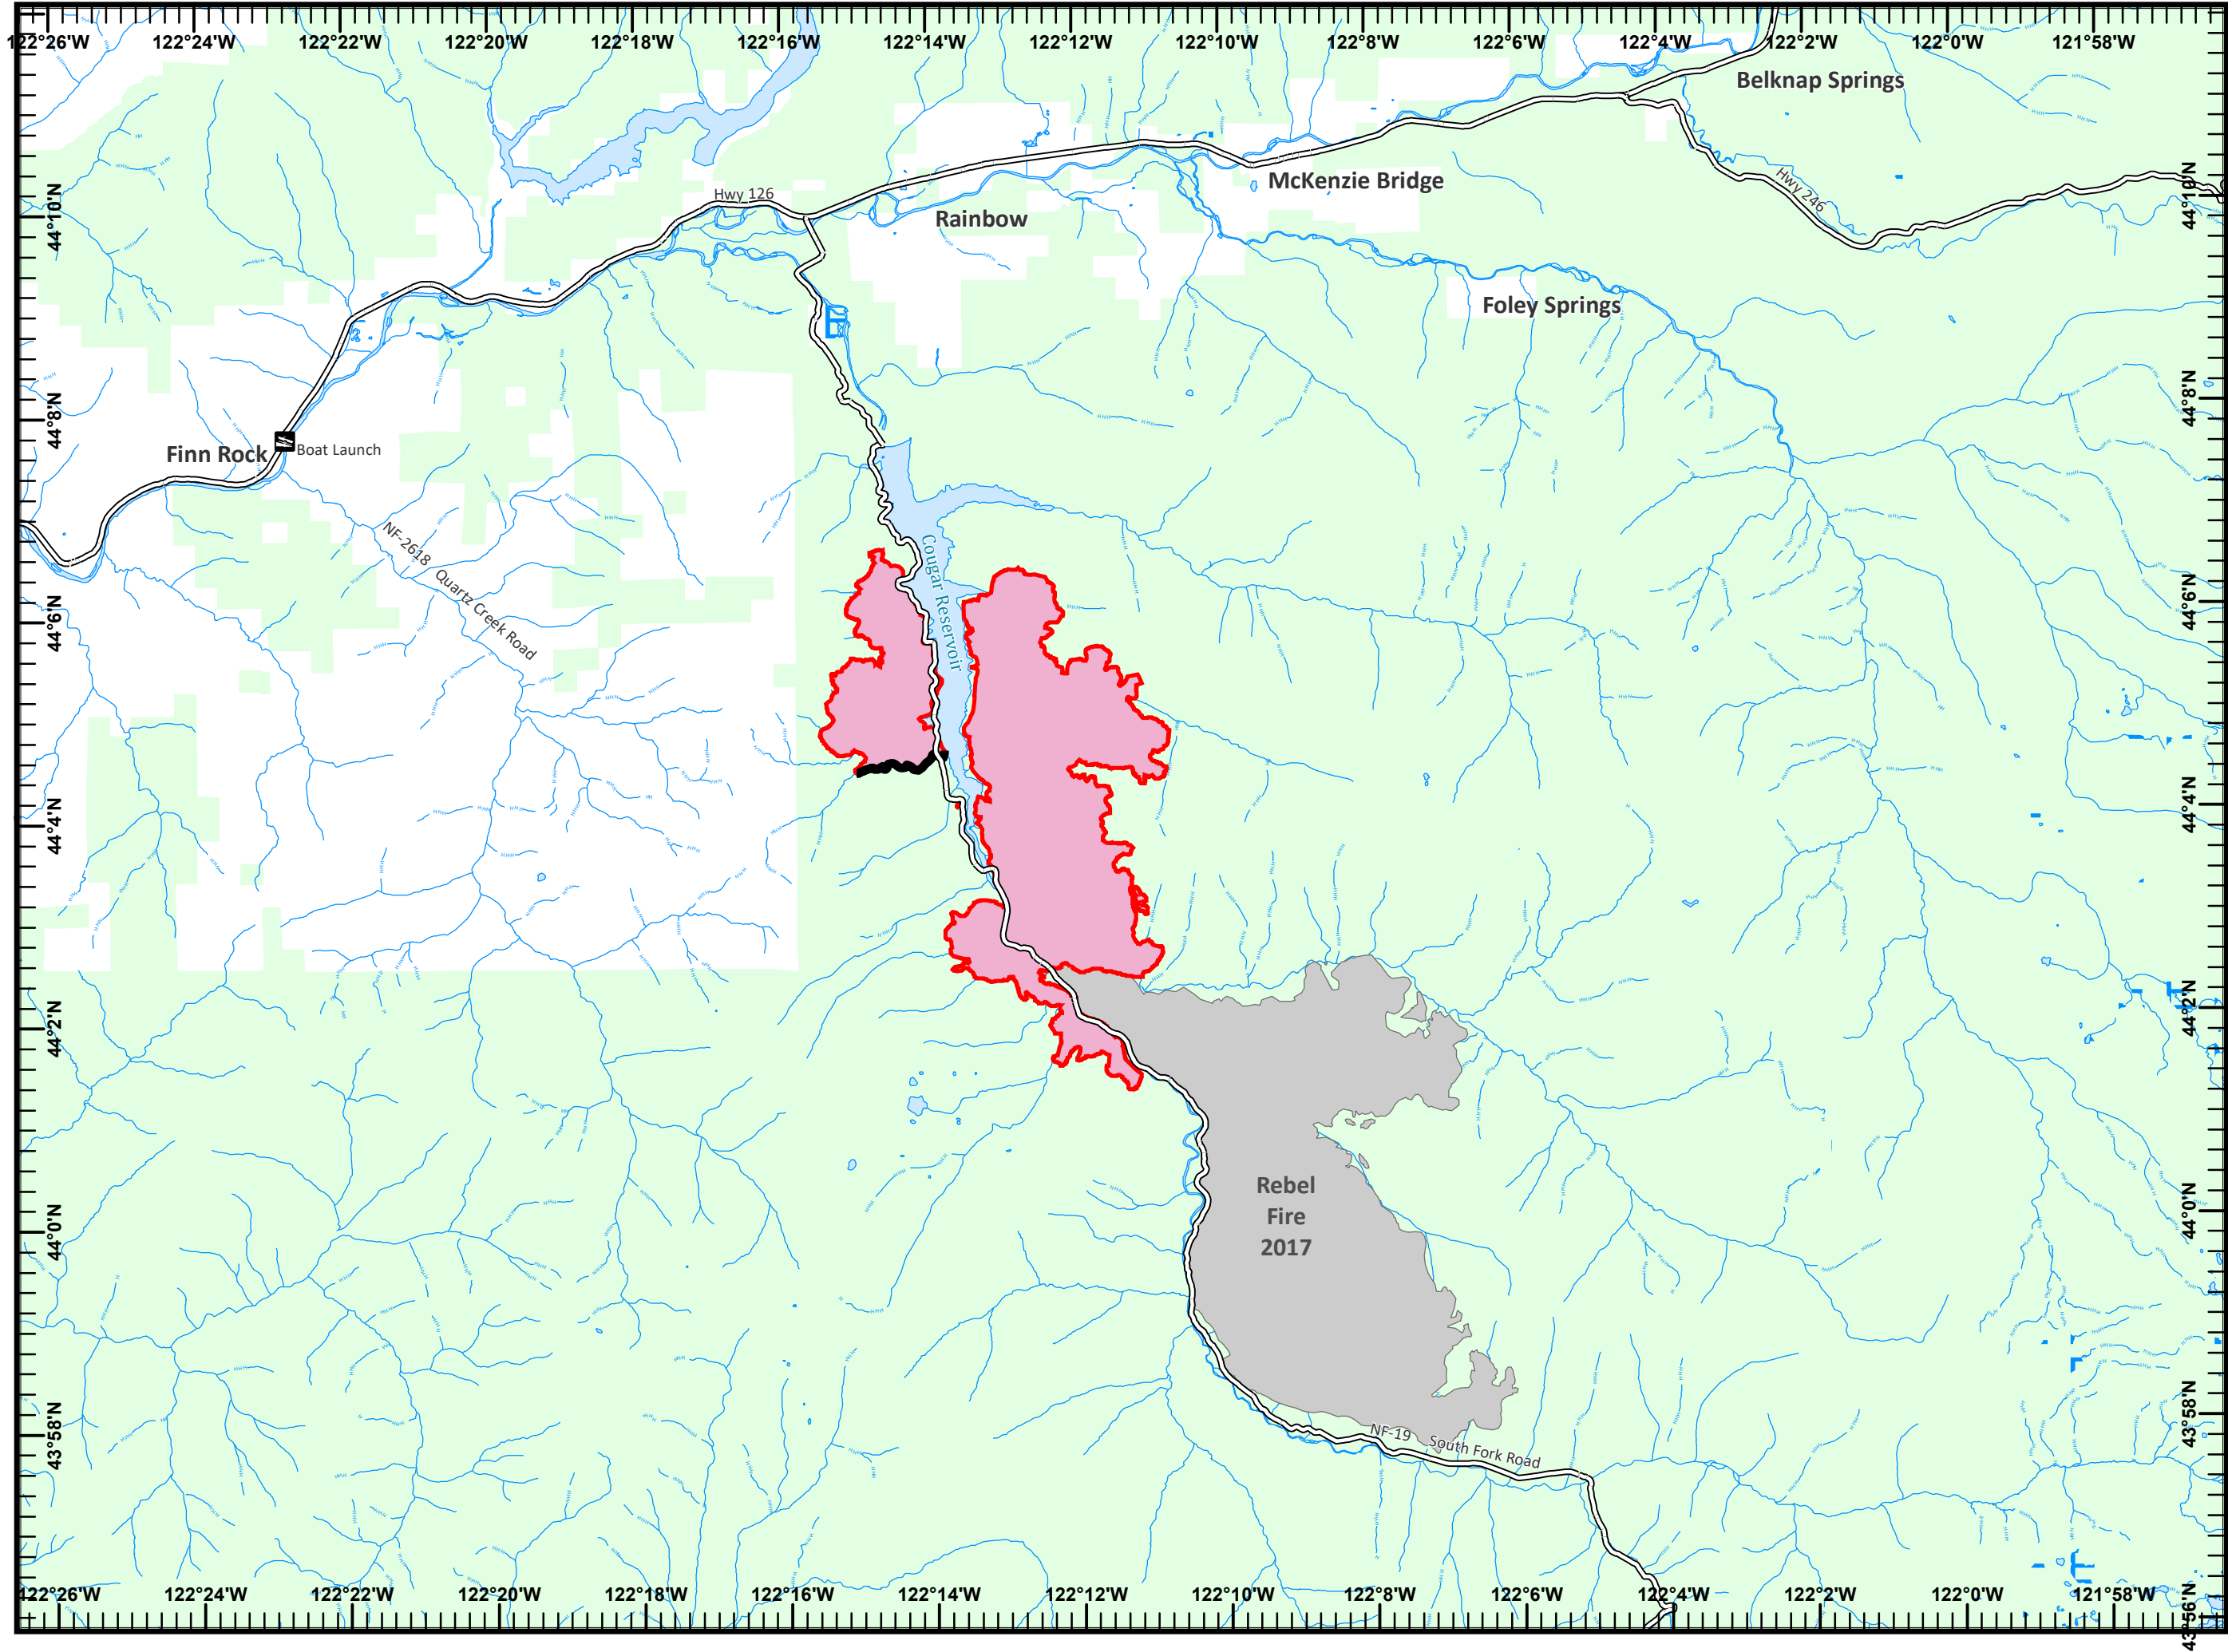 122°26'W
122°24'W
122°22'W
122°20'W
122°18'W
122°16'W
122°14'W
122°12'W
122°10'W
122°8'W
122°6'W
122°4'W
122°2'W
122°0'W
121°58'W
Belknap Springs
McKenzie Bridge
Hwy 126
Hwy 246
Rainbow
44°10'N
44°10'N
Foley Springs
44°8'N
44°8'N
Finn Rock
Boat Launch
NF-2618 Quartz Creek Road
Cougar Reservoir
44°6'N
44°6'N
44°4'N
44°4'N
44°2'N
44°2'N
Rebel
Fire
2017
44°0'N
44°0'N
43°58'N
43°58'N
NF-19 South Fork Road
43°56'N
122°26'W
122°24'W
122°22'W
122°20'W
122°18'W
122°16'W
122°14'W
122°12'W
122°10'W
122°8'W
122°6'W
122°4'W
122°2'W
122°0'W
121°58'W